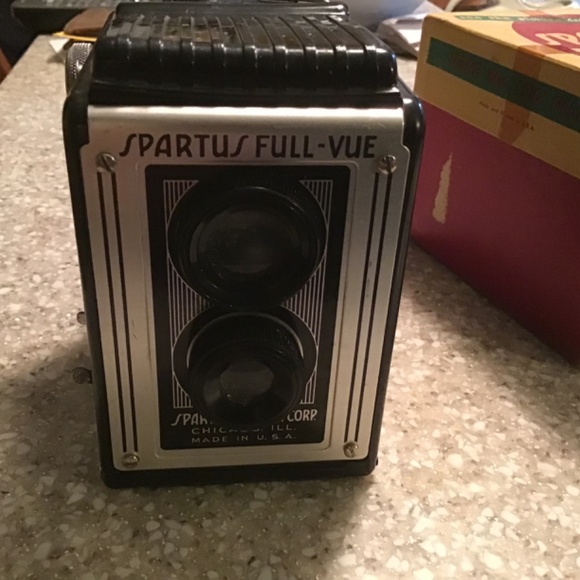 SPARTUS FULL-VUE
CORP.
CHICAGO, ILL.
MADE IN U.S.A.